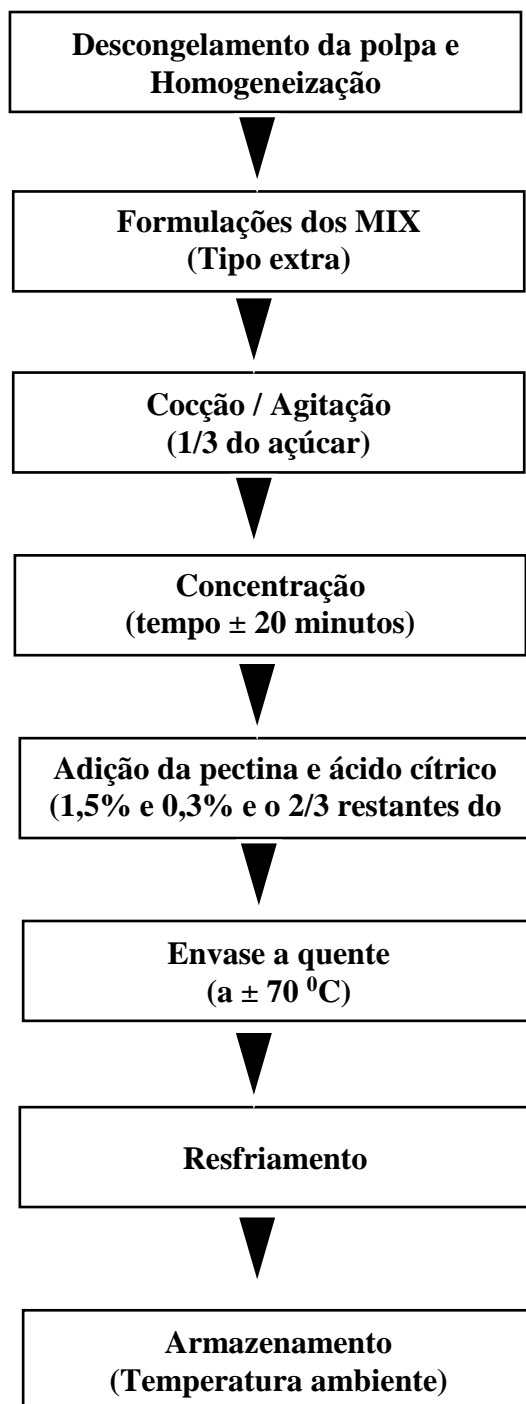 Descongelamento da polpa e
Homogeneização
Formulações dos MIX
(Tipo extra)
Cocção / Agitação
(1/3 do açúcar)
Concentração
(tempo ± 20 minutos)
Adição da pectina e ácido cítrico
(1,5% e 0,3% e o 2/3 restantes do
Envase a quente
(a ± 70 ⁰C)
Resfriamento
Armazenamento
(Temperatura ambiente)